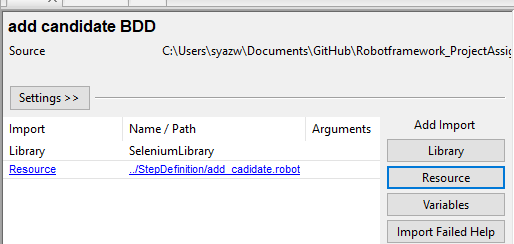 add candidate BDD
Source C:\Users\syazw\Documents\GitHub\Robotframework_ProjectAssig
Settings >>
Import Name / Path Arguments Add Import
Library SeleniumLibrary Library
Resource ../StepDefinition/add_cadidate.robot Resource
Variables
Import Failed Help